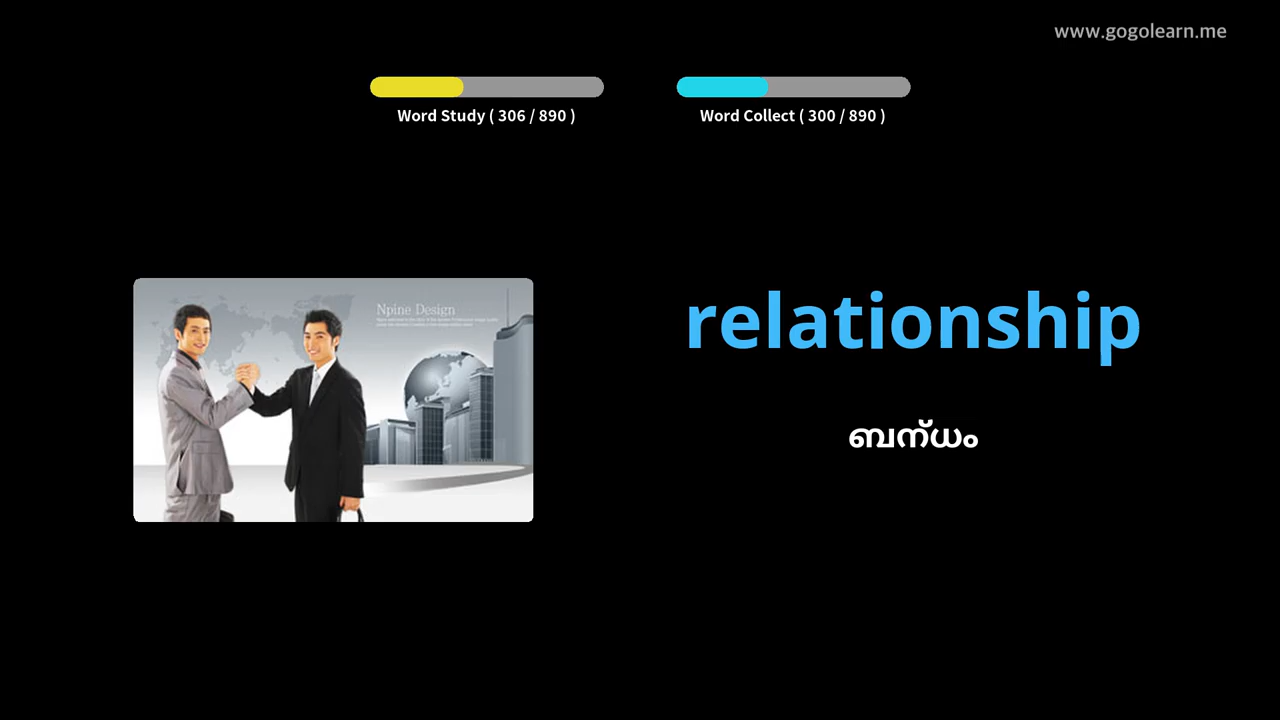 www.gogolearn.me
Word Study ( 306 / 890 )
Word Collect ( 300 / 890 )
Npine Design
relationship
ബന്ധം